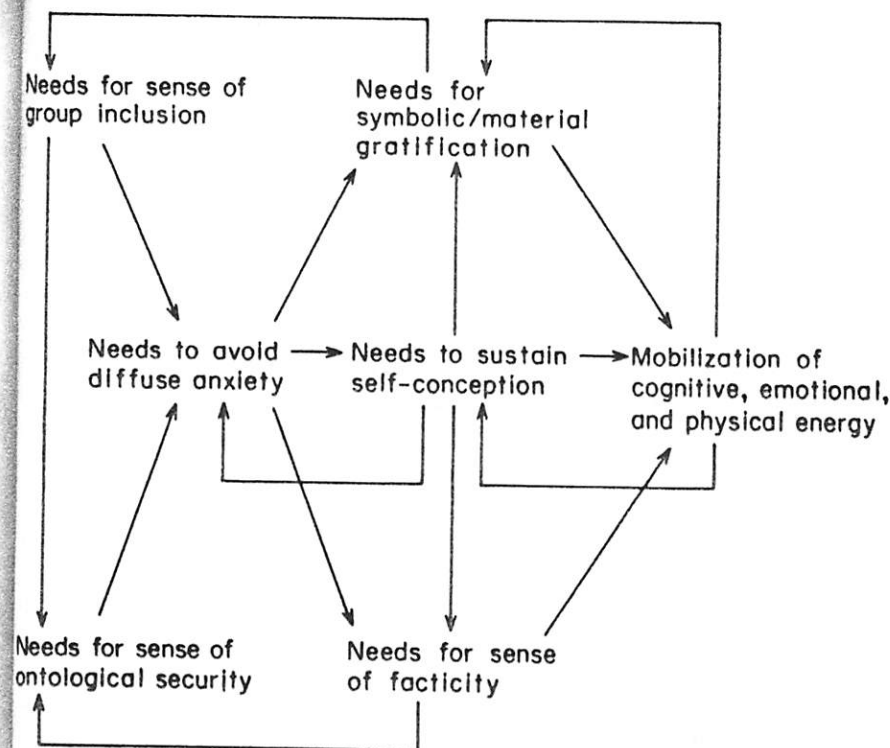 Needs for sense of
group inclusion
Needs for
symbolic/material
gratification
Needs to avoid
diffuse anxiety
Needs to sustain
self-conception
Mobilization of
cognitive, emotional,
and physical energy
Needs for sense of
ontological security
Needs for sense
of facticity